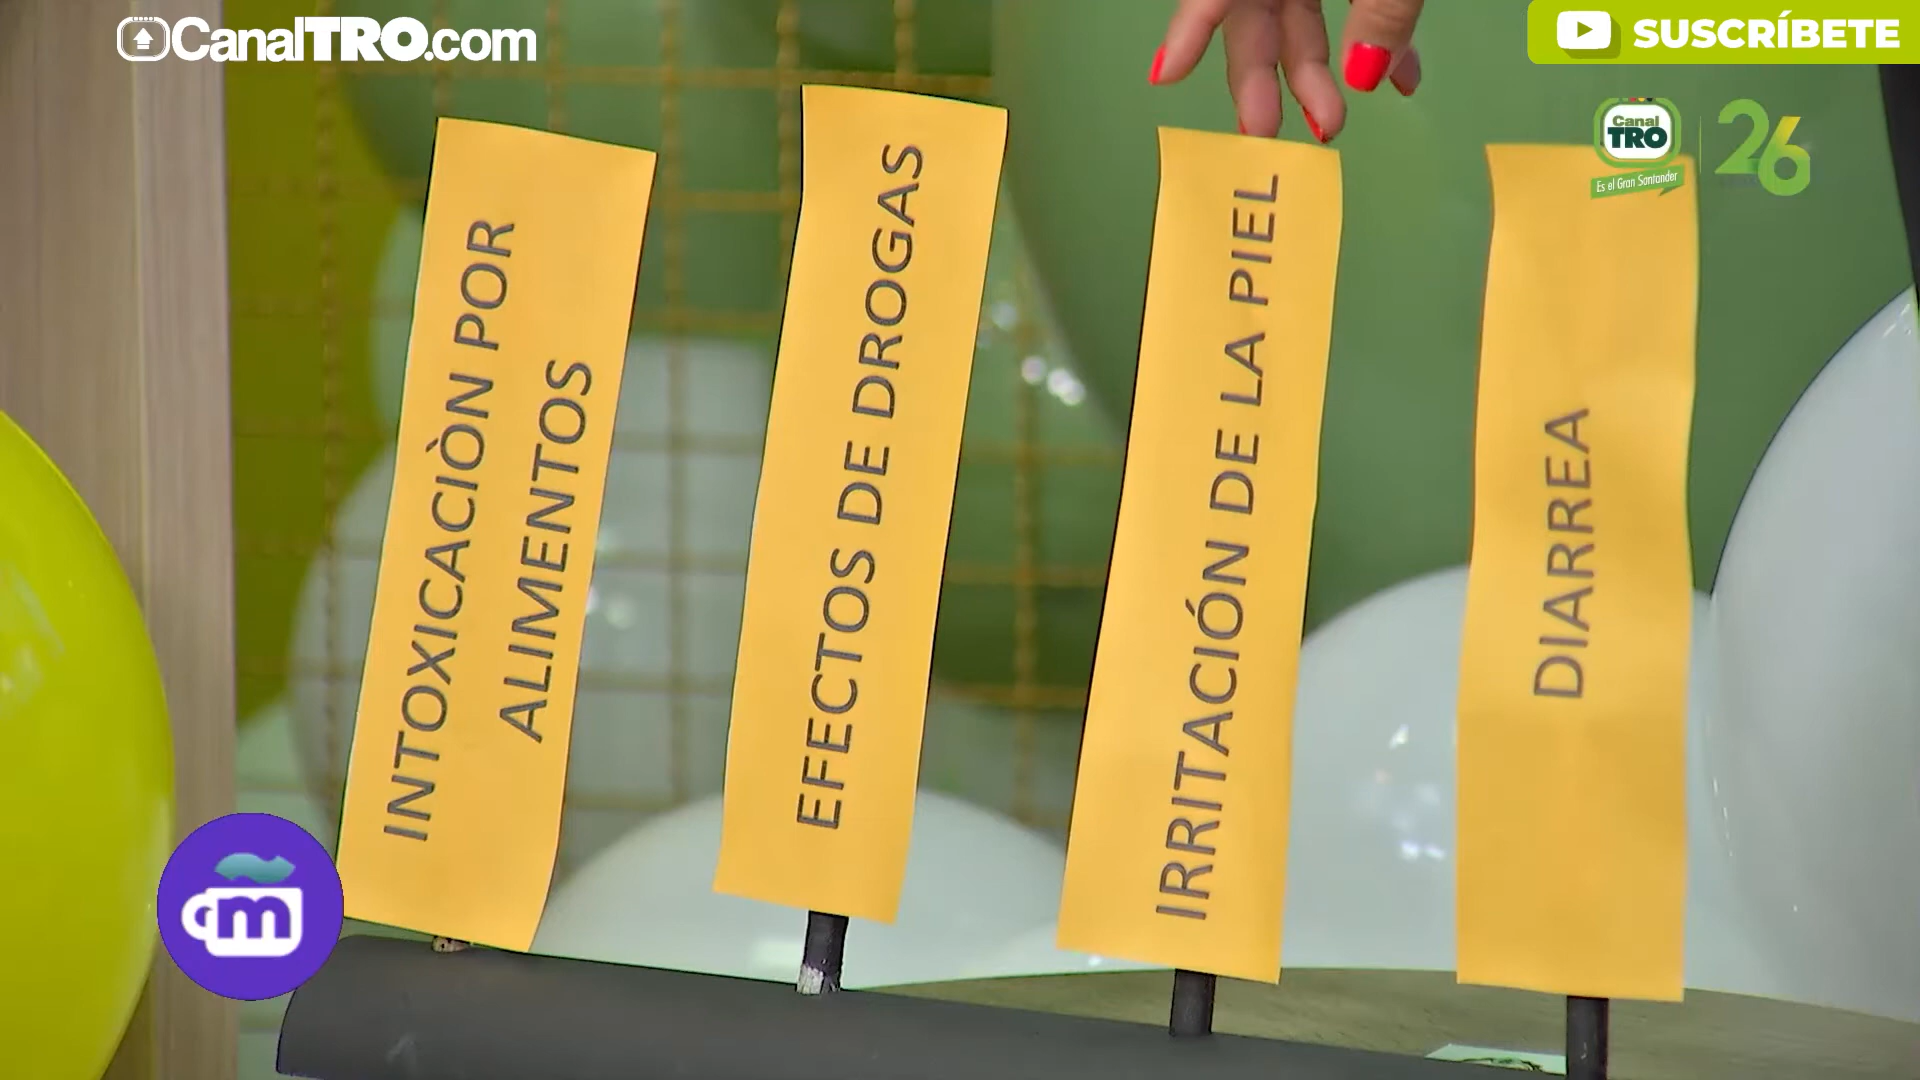 CanalTRO.com
SUSCRÍBETE
Canal
TRO
Es el Gran Santander
26
INTOXICACIÒN POR
ALIMENTOS
EFECTOS DE DROGAS
IRRITACIÓN DE LA PIEL
DIARREA
m